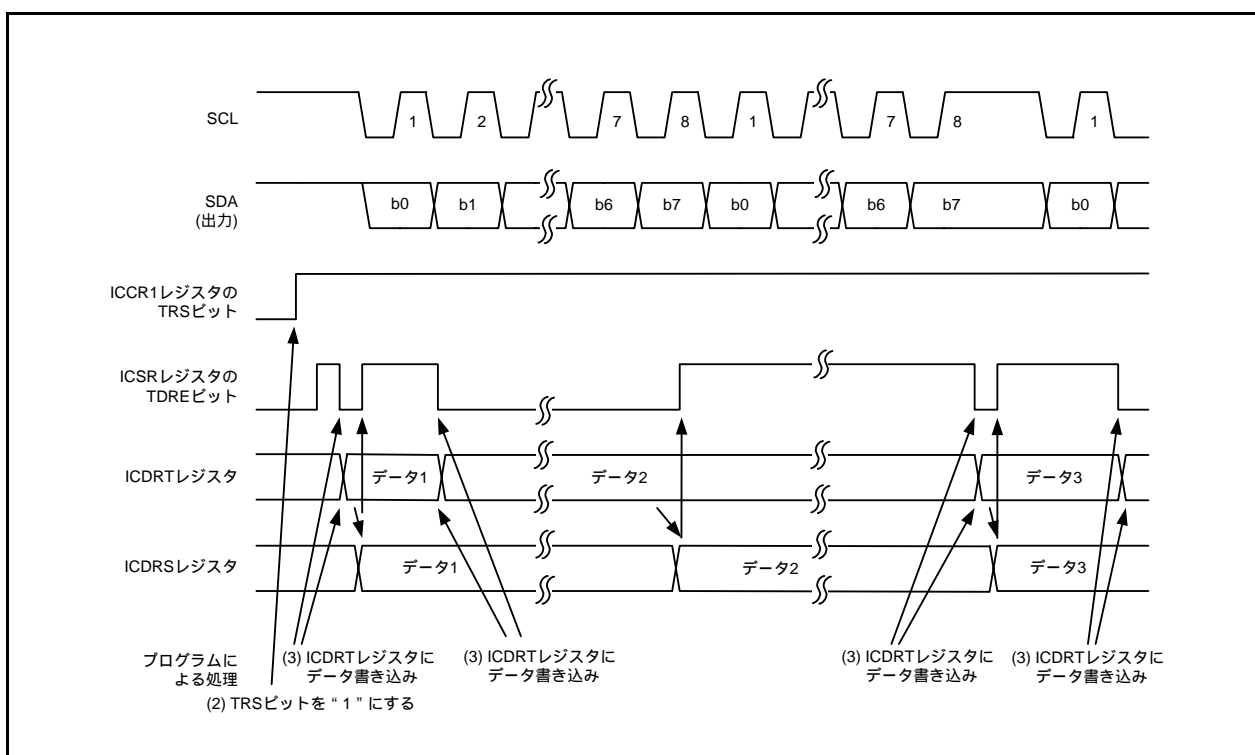 SCL
1 2 7 8 1 7 8 1
SDA
(出力)
b0 b1 b6 b7 b0 b6 b7 b0
ICCR1レジスタの
TRSビット
ICSRレジスタの
TDREビット
ICDRTレジスタ
データ1 データ2 データ3
ICDRSレジスタ
データ1 データ2 データ3
プログラムに
よる処理
(3) ICDRTレジスタに
データ書き込み
(3) ICDRTレジスタに
データ書き込み
(3) ICDRTレジスタに
データ書き込み
(3) ICDRTレジスタに
データ書き込み
(2) TRSビットを“1”にする